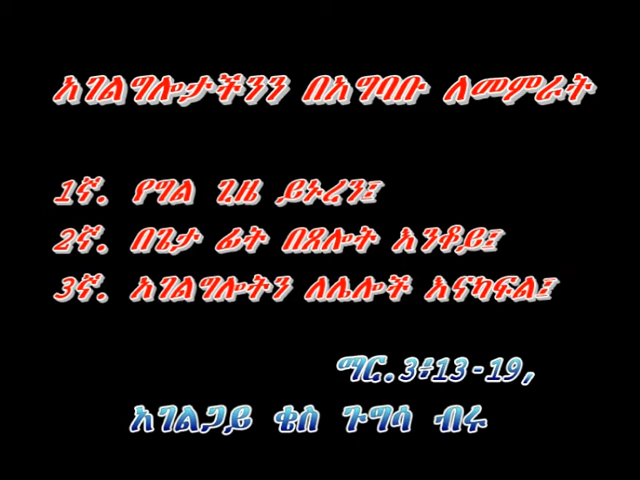 አገልግሎታችንን በአግባቡ ለመምራት
1ኛ. የግል ጊዜ ይኑረን፤
2ኛ. በጌታ ፊት በጸሎት እንቆይ፤
3ኛ. አገልግሎትን ለሌሎች እናካፍል፤
ማር.3፥13-19,
አገልጋይ ቄስ ጉግሳ ብሩ